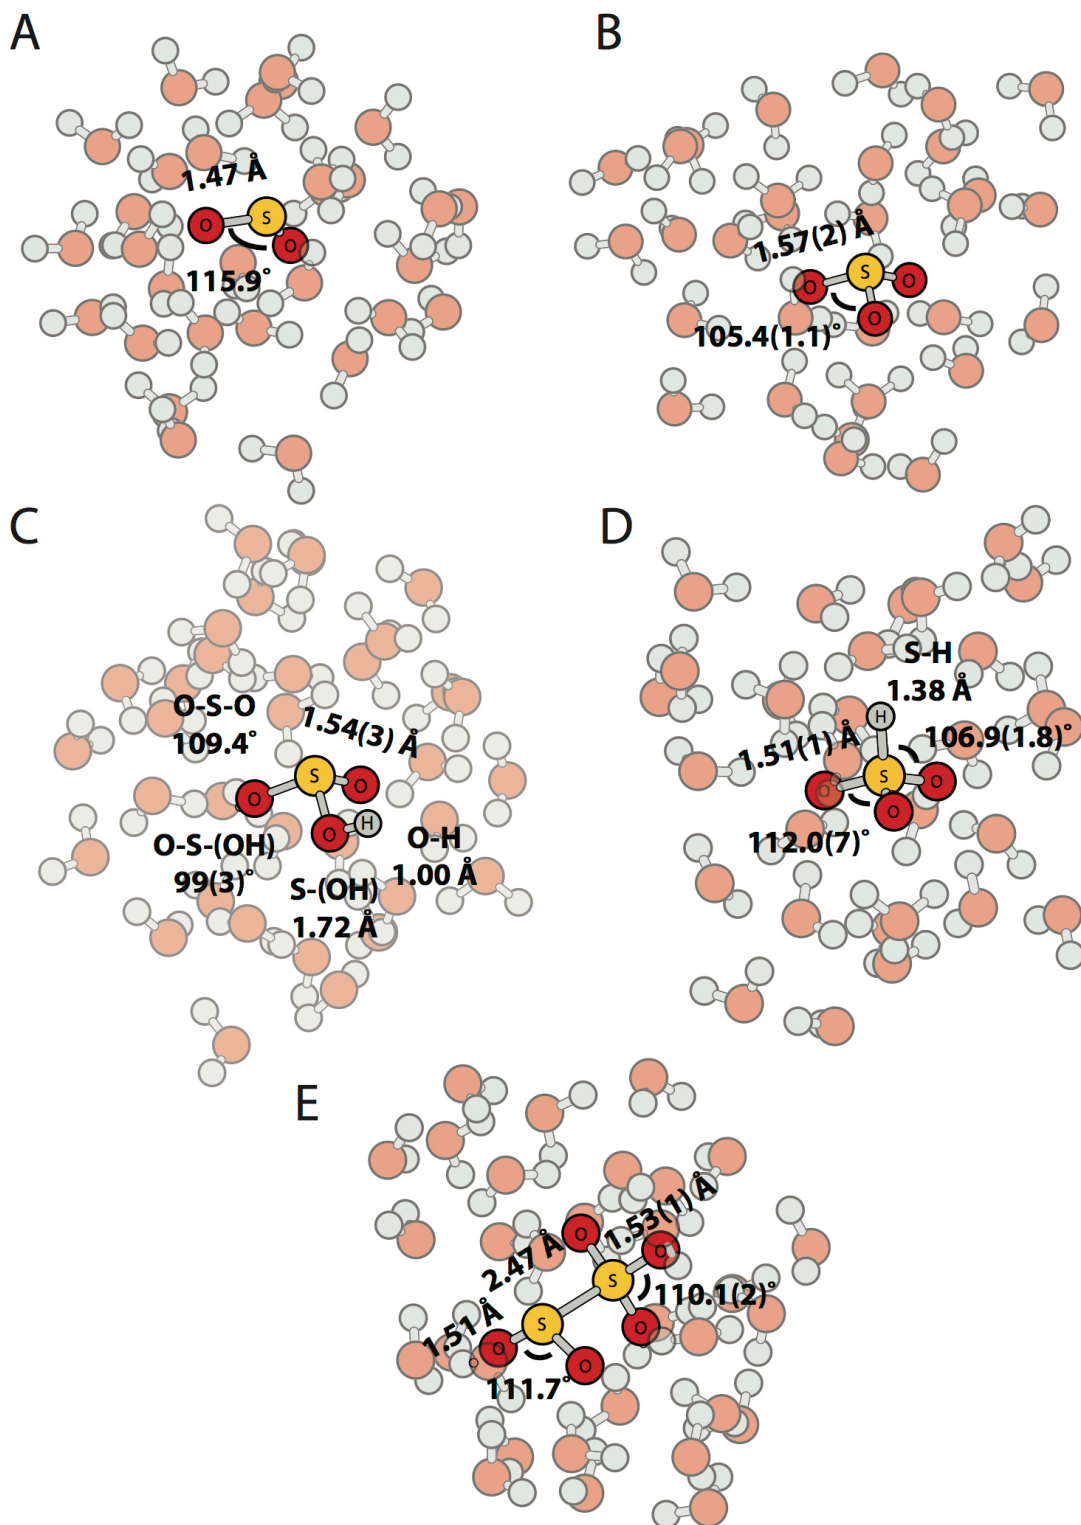 A
1.47 Å
S
O
O
115.9°
B
1.57(2) Å
S
O
O
O
105.4(1.1)°
C
O-S-O
109.4°
1.54(3) Å
S
O
O
O
H
O-S-(OH)
99(3)°
S-(OH)
1.72 Å
O-H
1.00 Å
D
S-H
1.38 Å
H
1.51(1) Å
106.9(1.8)°
S
O
O
O
112.0(7)°
E
1.53(1) Å
O
O
2.47 Å
S
110.1(2)°
S
O
1.51 Å
O
O
O
111.7°